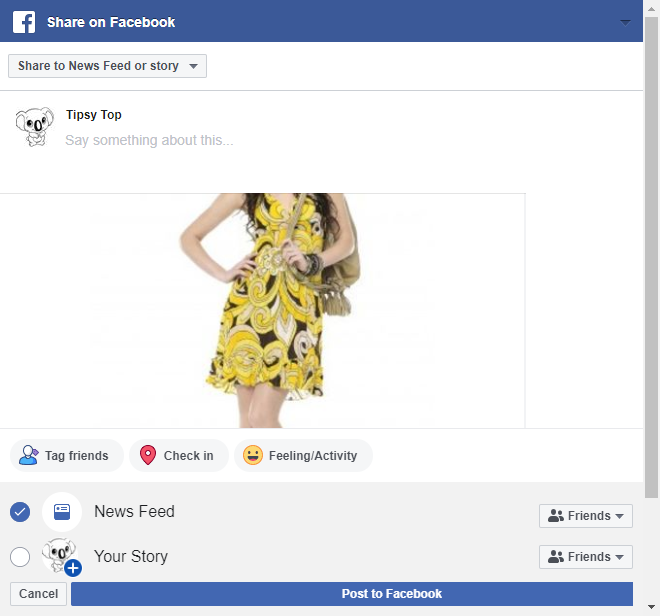 Share on Facebook
Share to News Feed or story
Tipsy Top
Say something about this...
Tag friends Check in Feeling/Activity
News Feed Friends
Your Story Friends
Cancel Post to Facebook